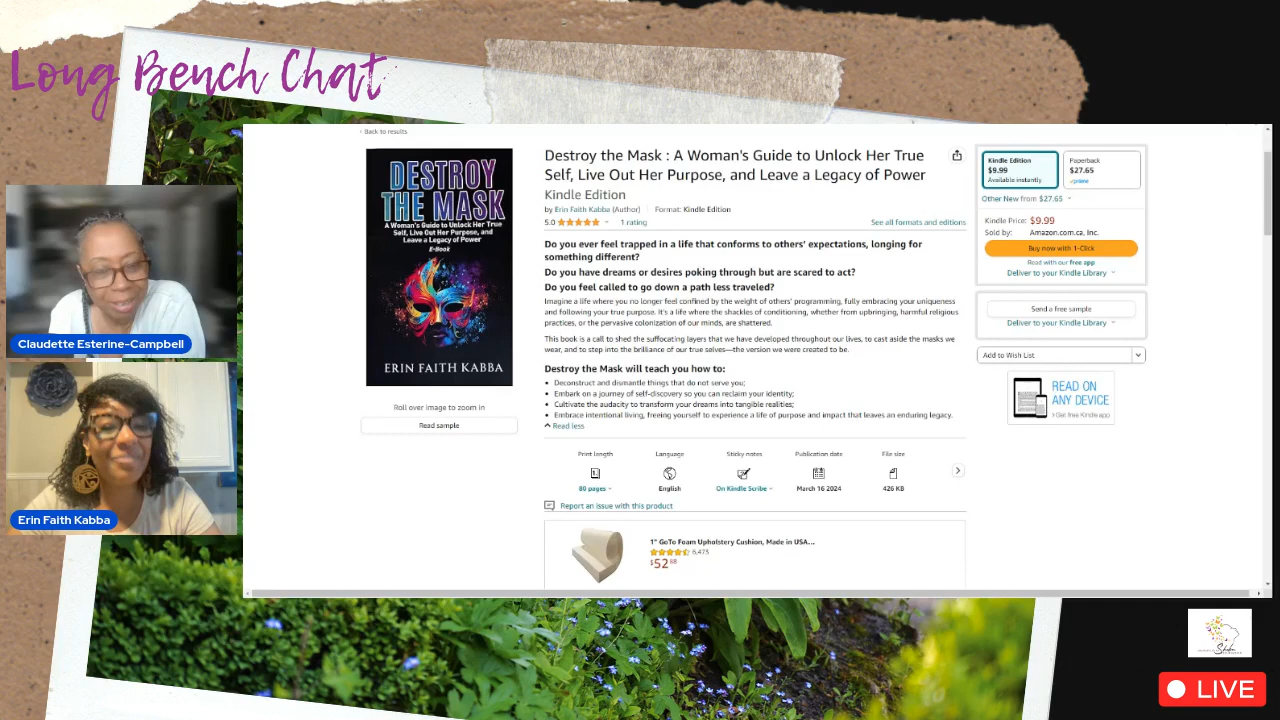 Long Bench Chat
‹ Back to results
DESTROY
THE MASK
A Woman's Guide to Unlock Her True
Self, Live Out Her Purpose, and
Leave a Legacy of Power
E-Book
ERIN FAITH KABBA
Roll over image to zoom in
Read sample
Destroy the Mask : A Woman's Guide to Unlock Her True
Self, Live Out Her Purpose, and Leave a Legacy of Power
Kindle Edition
by Erin Faith Kabba (Author) | Format: Kindle Edition
5.0 1 rating
See all formats and editions
Do you ever feel trapped in a life that conforms to others' expectations, longing for
something different?
Do you have dreams or desires poking through but are scared to act?
Do you feel called to go down a path less traveled?
Imagine a life where you no longer feel confined by the weight of others' programming, fully embracing your uniqueness
and following your true purpose. It's a life where the shackles of conditioning, whether from upbringing, harmful religious
practices, or the pervasive colonization of our minds, are shattered.
This book is a call to shed the suffocating layers that we have developed throughout our lives, to cast aside the masks we
wear, and to step into the brilliance of our true selves—the version we were created to be.
Destroy the Mask will teach you how to:
• Deconstruct and dismantle things that do not serve you;
• Embark on a journey of self-discovery so you can reclaim your identity;
• Cultivate the audacity to transform your dreams into tangible realities;
• Embrace intentional living, freeing yourself to experience a life of purpose and impact that leaves an enduring legacy.
Read less
Print length
80 pages
Language
English
Sticky notes
On Kindle Scribe
Publication date
March 16 2024
File size
426 KB
Report an issue with this product
1" GoTo Foam Upholstery Cushion, Made in USA...
6,473
$52
Kindle Edition
$9.99
Available instantly
Paperback
$27.65
prime
Other New from $27.65
Kindle Price: $9.99
Sold by: Amazon.com.ca, Inc.
Buy now with 1-Click
Read with our free app
Deliver to your Kindle Library
Send a free sample
Deliver to your Kindle Library
Add to Wish List
READ ON
ANY DEVICE
› Get free Kindle app
Claudette Esterine-Campbell
Erin Faith Kabba
LIVE